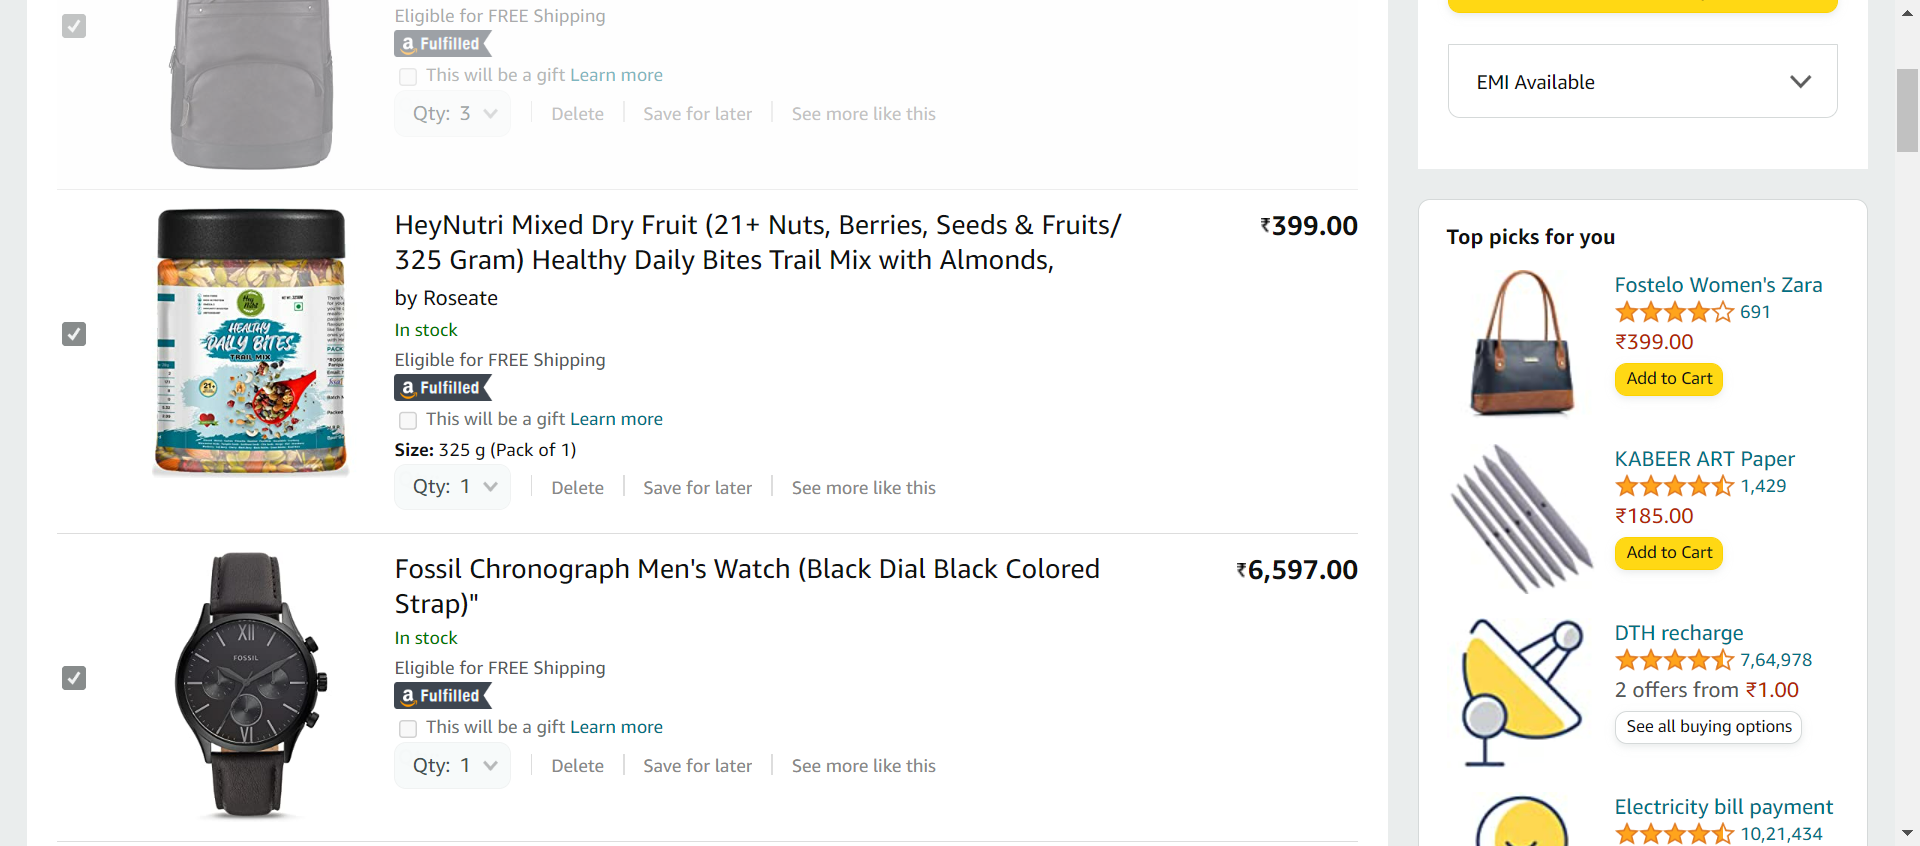 Eligible for FREE Shipping
a Fulfilled
This will be a gift Learn more
Qty: 3
Delete
Save for later
See more like this
HeyNutri Mixed Dry Fruit (21+ Nuts, Berries, Seeds & Fruits/
325 Gram) Healthy Daily Bites Trail Mix with Almonds,
₹399.00
by Roseate
In stock
Eligible for FREE Shipping
a Fulfilled
This will be a gift Learn more
Size: 325 g (Pack of 1)
Qty: 1
Delete
Save for later
See more like this
HEALTHY
DAILY BITES
TRAIL MIX
21+
Fossil Chronograph Men's Watch (Black Dial Black Colored
Strap)"
₹6,597.00
In stock
Eligible for FREE Shipping
a Fulfilled
This will be a gift Learn more
Qty: 1
Delete
Save for later
See more like this
XII
FOSSIL
VI
EMI Available
Top picks for you
Fostelo Women's Zara
691
₹399.00
Add to Cart
KABEER ART Paper
1,429
₹185.00
Add to Cart
DTH recharge
7,64,978
2 offers from ₹1.00
See all buying options
Electricity bill payment
10,21,434